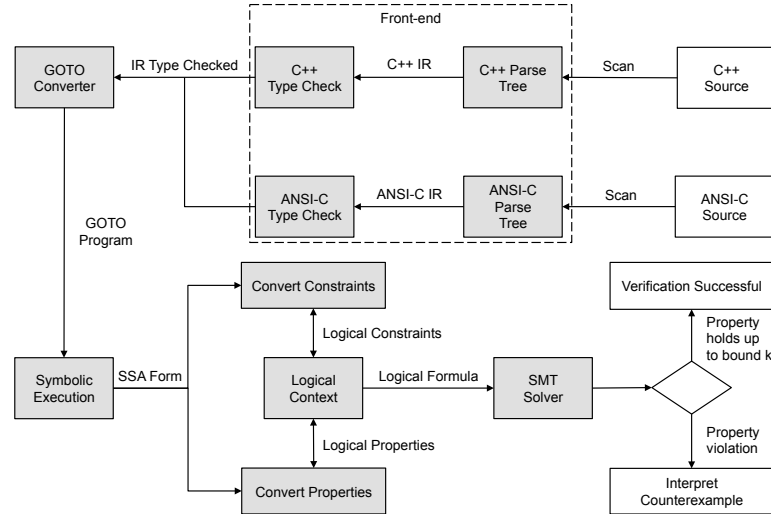 Front-end
GOTO
Converter
IR Type Checked
C++
Type Check
C++ IR
C++ Parse
Tree
Scan
C++
Source
ANSI-C
Type Check
ANSI-C IR
ANSI-C
Parse
Tree
Scan
ANSI-C
Source
GOTO
Program
Convert Constraints
Verification Successful
Logical Constraints
Property
holds up
to bound k
Symbolic
Execution
SSA Form
Logical
Context
Logical Formula
SMT
Solver
Logical Properties
Property
violation
Convert Properties
Interpret
Counterexample